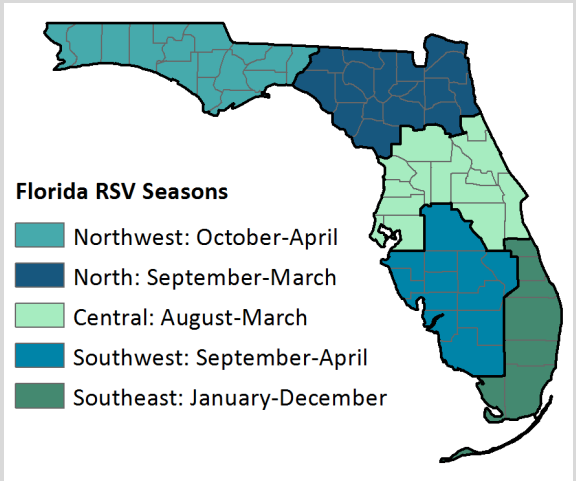 Florida RSV Seasons
Northwest: October-April
North: September-March
Central: August-March
Southwest: September-April
Southeast: January-December